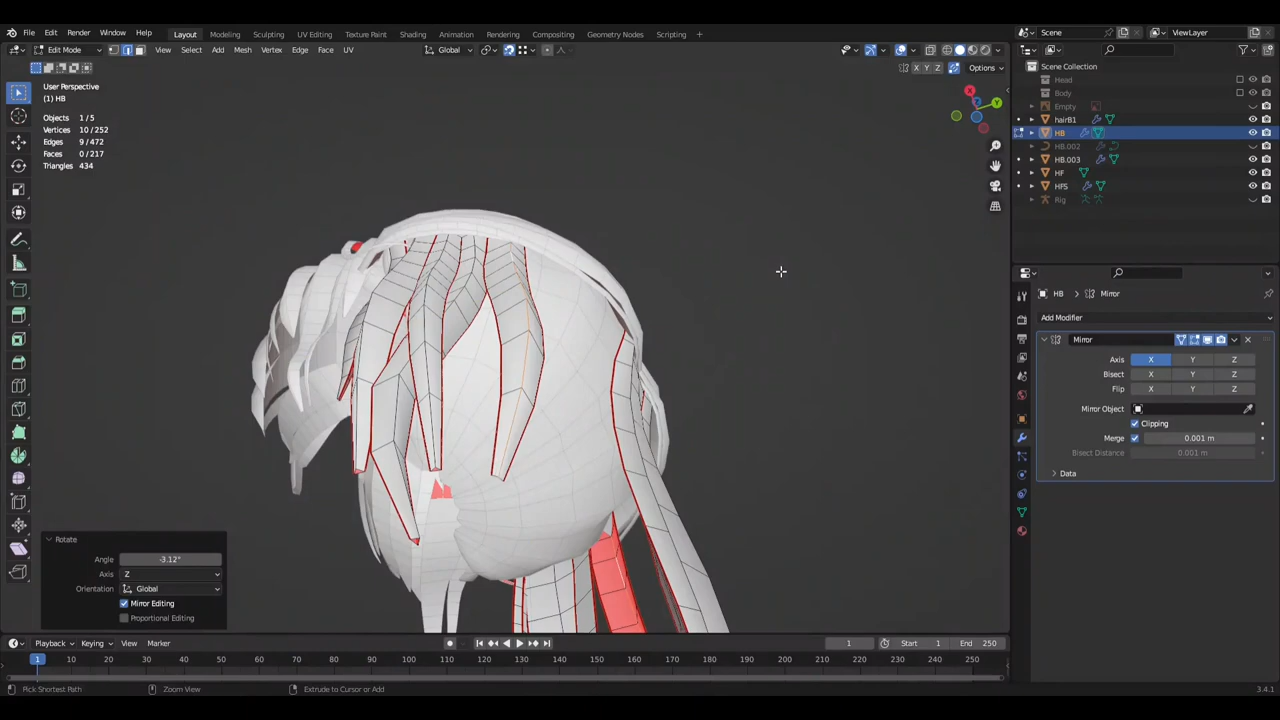 File Edit Render Window Help Layout Modeling Sculpting UV Editing Texture Paint Shading Animation Rendering Compositing Geometry Nodes Scripting + Scene ViewLayer
Edit Mode View Select Add Mesh Vertex Edge Face UV Global
X Y Z Options
User Perspective
(1) HB
Objects 1/5
Vertices 10/252
Edges 9/472
Faces 0/217
Triangles 434
X
Y
Z
Scene Collection
Head
Body
Empty
hairB1
HB
HB.002
HB.003
HF
HFS
Rig
HB > Mirror
Add Modifier
Mirror
Axis X Y Z
Bisect X Y Z
Flip X Y Z
Mirror Object
Clipping
Merge 0.001 m
Bisect Distance 0.001 m
Data
Rotate
Angle -3.12°
Axis Z
Orientation Global
Mirror Editing
Proportional Editing
Playback Keying View Marker 1 Start 1 End 250
1 10 20 30 40 50 60 70 80 90 100 110 120 130 140 150 160 170 180 190 200 210 220 230 240 250
Pick Shortest Path Zoom View Extrude to Cursor or Add 3.4.1